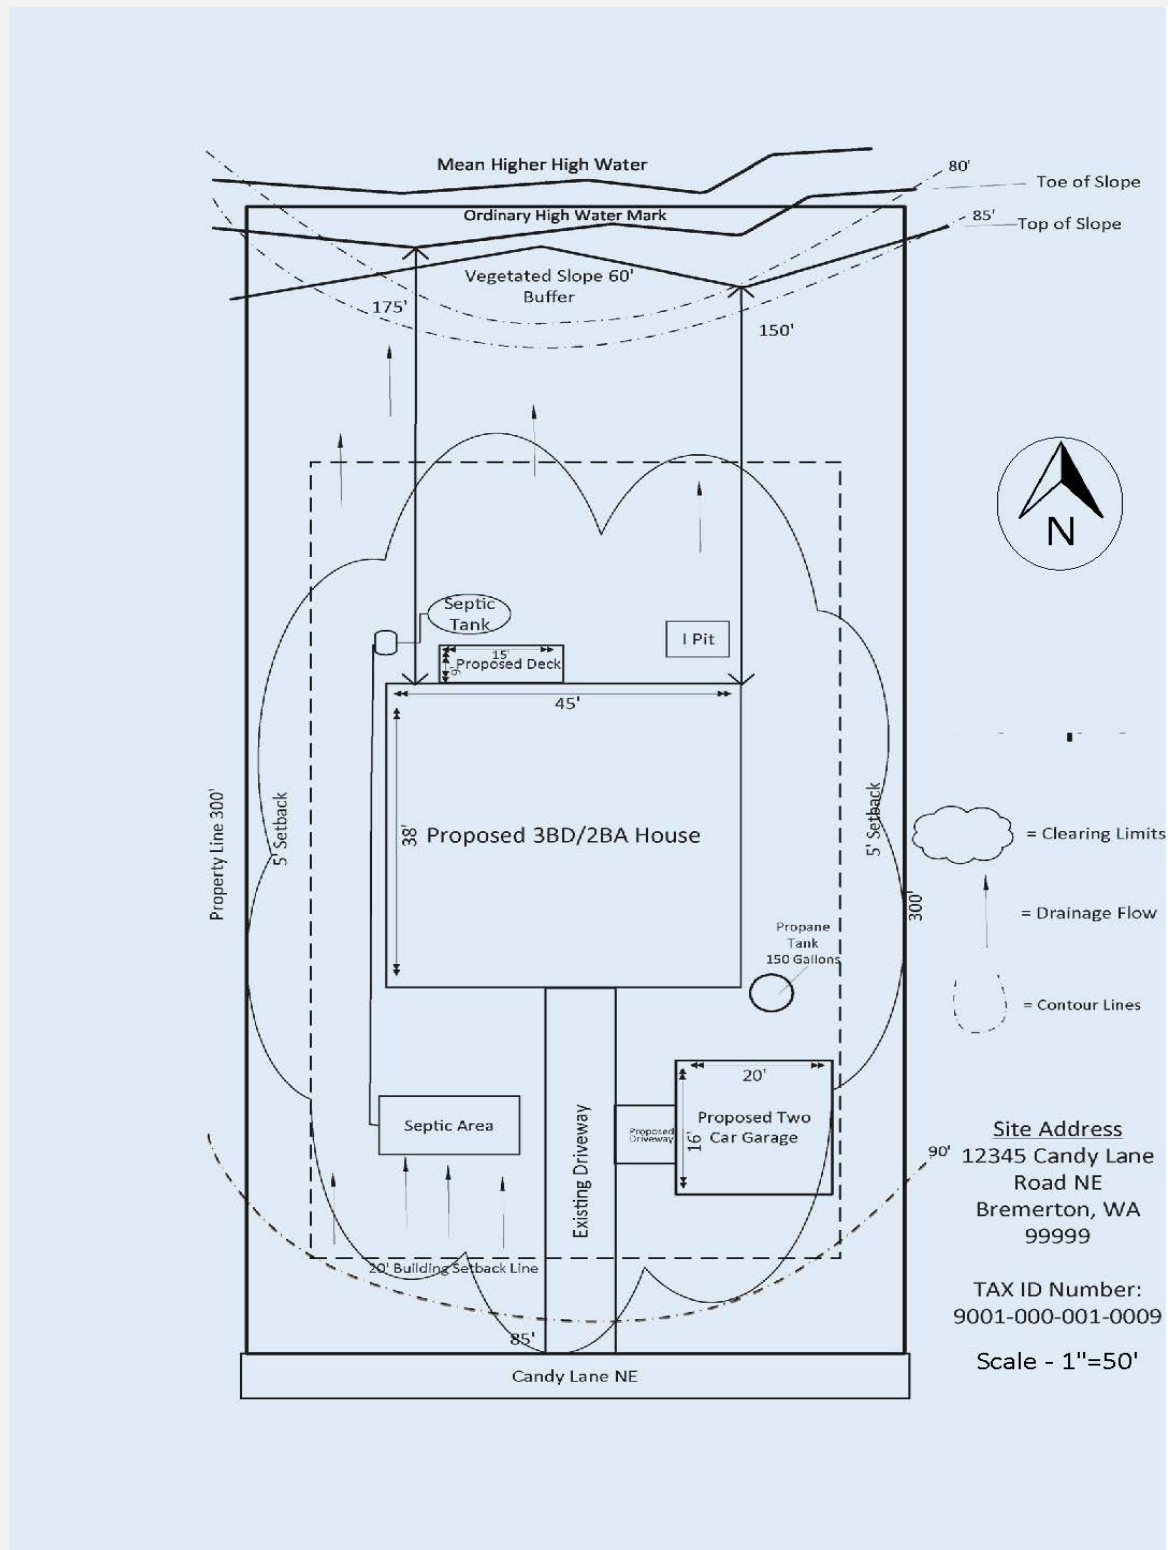 Mean Higher High Water
80'
Toe of Slope
Ordinary High Water Mark
85'
Top of Slope
Vegetated Slope 60'
Buffer
175'
150'
N
Septic
Tank
I Pit
15'
9'
Proposed Deck
45'
38'
Proposed 3BD/2BA House
Property Line 300'
5' Setback
5' Setback
300'
= Clearing Limits
= Drainage Flow
= Contour Lines
Propane
Tank
150 Gallons
20'
16'
Proposed Two
Car Garage
Proposed
Driveway
Septic Area
Existing Driveway
90'
Site Address
12345 Candy Lane
Road NE
Bremerton, WA
99999
20' Building Setback Line
TAX ID Number:
9001-000-001-0009
85'
Scale - 1"=50'
Candy Lane NE